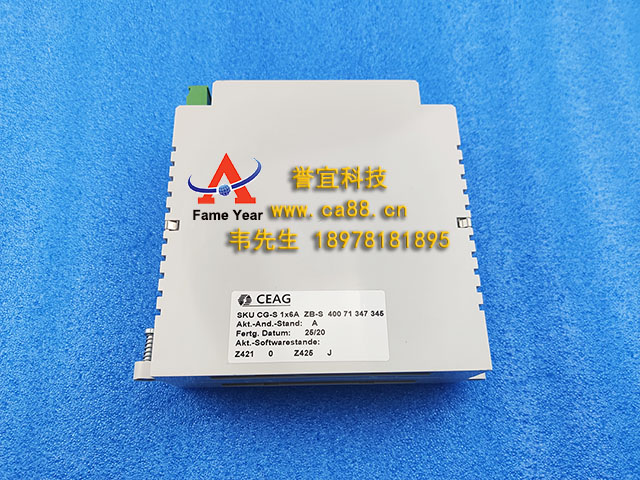 誉宜科技
Fame Year
www.ca88.cn
韦先生 18978181895
CEAG
SKU CG-S 1x6A ZB-S 400 71 347 345
Akt.-And.-Stand: A
Fertg. Datum: 25/20
Akt.-Softwarestande:
Z421 0 Z425 J